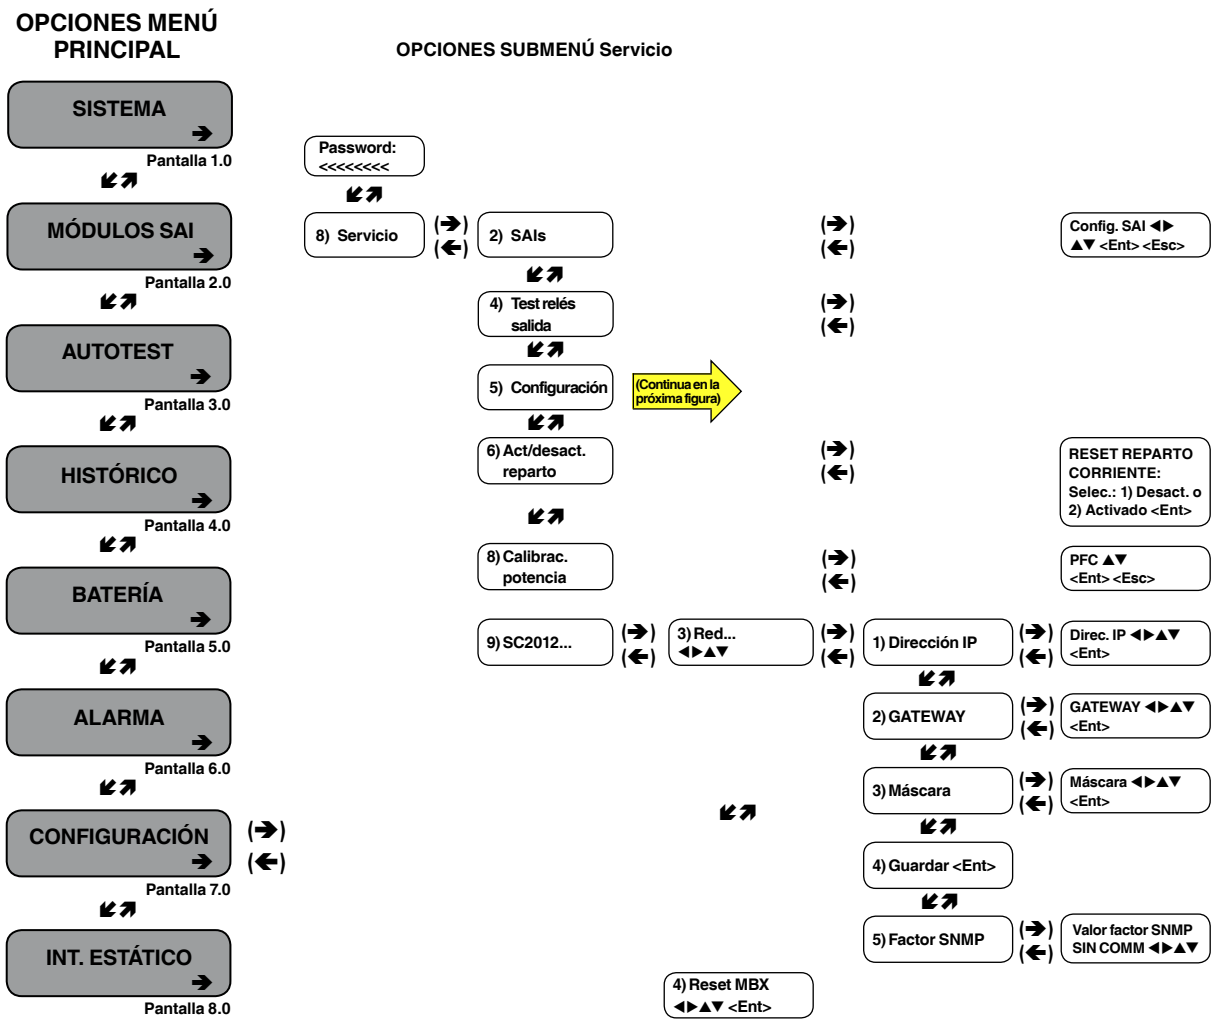 OPCIONES MENÚ
PRINCIPAL
OPCIONES SUBMENÚ Servicio
SISTEMA
Pantalla 1.0
MÓDULOS SAI
Pantalla 2.0
AUTOTEST
Pantalla 3.0
HISTÓRICO
Pantalla 4.0
BATERÍA
Pantalla 5.0
ALARMA
Pantalla 6.0
CONFIGURACIÓN
Pantalla 7.0
INT. ESTÁTICO
Pantalla 8.0
Password:
<<<<<<<<
8) Servicio
2) SAIs
Config. SAI ◀▶
▲▼ <Ent> <Esc>
4) Test relés
salida
5) Configuración
(Continua en la
próxima figura)
6) Act/desact.
reparto
RESET REPARTO
CORRIENTE:
Selec.: 1) Desact. o
2) Activado <Ent>
8) Calibrac.
potencia
PFC ▲▼
<Ent> <Esc>
9) SC2012...
3) Red...
◀▶▲▼
1) Dirección IP
Direc. IP ◀▶▲▼
<Ent>
2) GATEWAY
GATEWAY ◀▶▲▼
<Ent>
3) Máscara
Máscara ◀▶▲▼
<Ent>
4) Guardar <Ent>
5) Factor SNMP
Valor factor SNMP
SIN COMM ◀▶▲▼
4) Reset MBX
◀▶▲▼ <Ent>